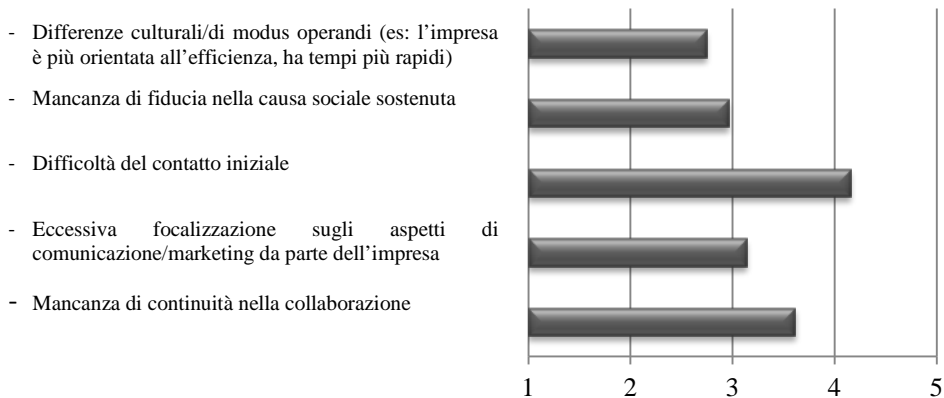 - Differenze culturali/di modus operandi (es: l’impresa
è più orientata all’efficienza, ha tempi più rapidi)
- Mancanza di fiducia nella causa sociale sostenuta
- Difficoltà del contatto iniziale
- Eccessiva focalizzazione sugli aspetti di
comunicazione/marketing da parte dell’impresa
- Mancanza di continuità nella collaborazione
1 2 3 4 5